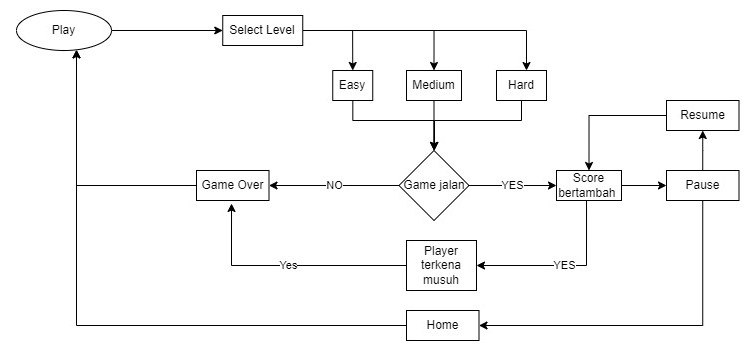 Play
Select Level
Easy
Medium
Hard
Resume
Game Over
NO
Game jalan
YES
Score
bertambah
Pause
Yes
Player
terkena
musuh
YES
Home